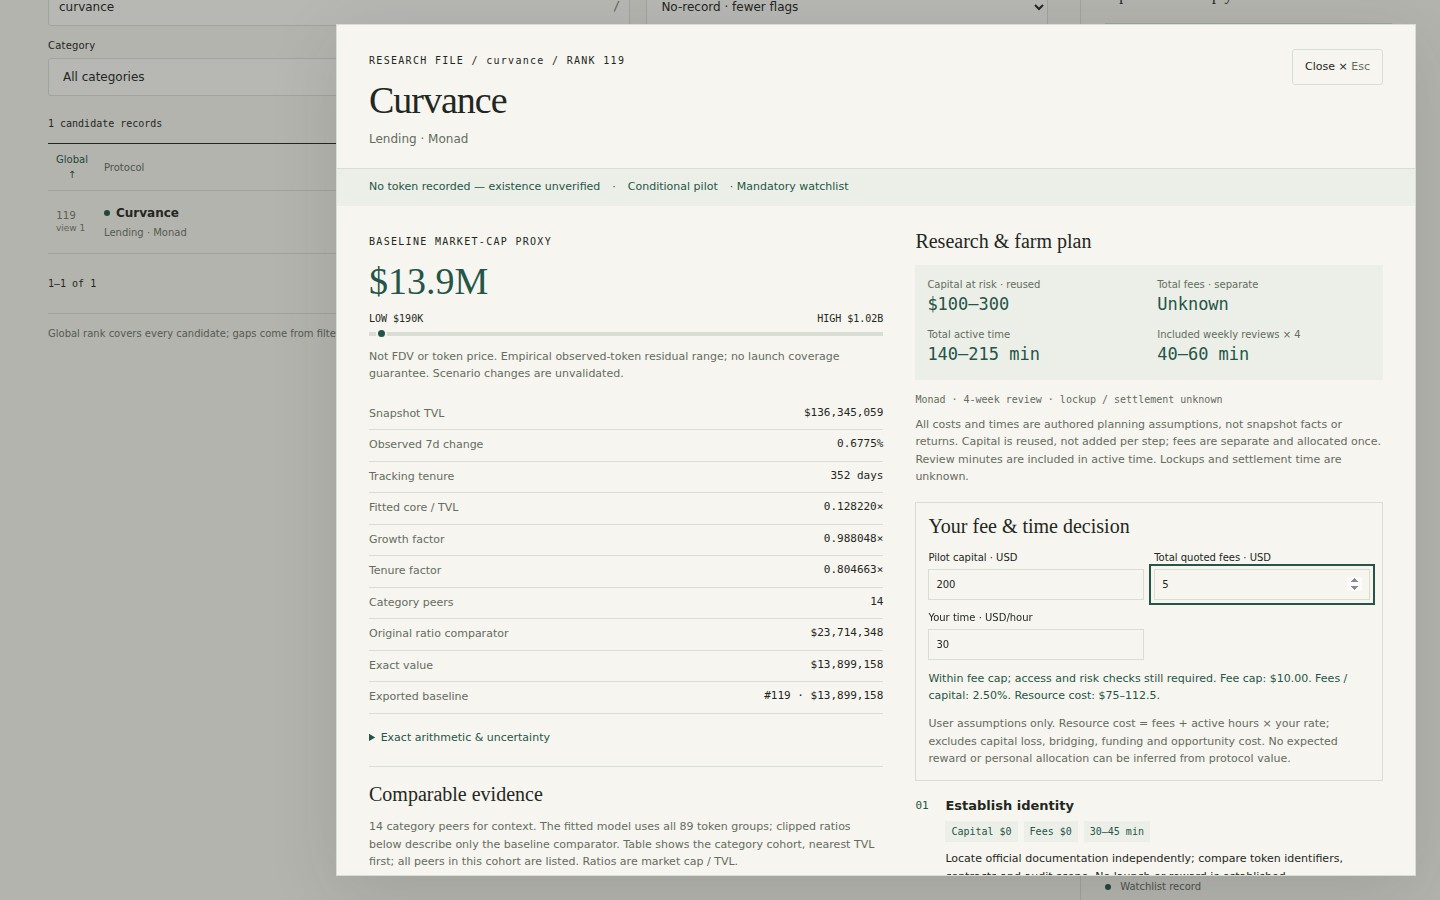 curvance
/
No-record · fewer flags
Category
All categories
1 candidate records
Global
↑
Protocol
119
view 1
Curvance
Lending · Monad
1–1 of 1
Global rank covers every candidate; gaps come from filte
RESEARCH FILE / curvance / RANK 119
Close × Esc
Curvance
Lending · Monad
No token recorded — existence unverified · Conditional pilot · Mandatory watchlist
BASELINE MARKET-CAP PROXY
$13.9M
LOW $190K
HIGH $1.02B
Not FDV or token price. Empirical observed-token residual range; no launch coverage
guarantee. Scenario changes are unvalidated.
Snapshot TVL $136,345,059
Observed 7d change 0.6775%
Tracking tenure 352 days
Fitted core / TVL 0.128220×
Growth factor 0.988048×
Tenure factor 0.804663×
Category peers 14
Original ratio comparator $23,714,348
Exact value $13,899,158
Exported baseline #119 · $13,899,158
▶ Exact arithmetic & uncertainty
Comparable evidence
14 category peers for context. The fitted model uses all 89 token groups; clipped ratios
below describe only the baseline comparator. Table shows the category cohort, nearest TVL
first; all peers in this cohort are listed. Ratios are market cap / TVL.
Research & farm plan
Capital at risk · reused
$100–300
Total fees · separate
Unknown
Total active time
140–215 min
Included weekly reviews × 4
40–60 min
Monad · 4-week review · lockup / settlement unknown
All costs and times are authored planning assumptions, not snapshot facts or
returns. Capital is reused, not added per step; fees are separate and allocated once.
Review minutes are included in active time. Lockups and settlement time are
unknown.
Your fee & time decision
Pilot capital · USD
200
Total quoted fees · USD
5
Your time · USD/hour
30
Within fee cap; access and risk checks still required. Fee cap: $10.00. Fees /
capital: 2.50%. Resource cost: $75–112.5.
User assumptions only. Resource cost = fees + active hours × your rate;
excludes capital loss, bridging, funding and opportunity cost. No expected
reward or personal allocation can be inferred from protocol value.
01 Establish identity
Capital $0 Fees $0 30–45 min
Locate official documentation independently; compare token identifiers,
Watchlist record